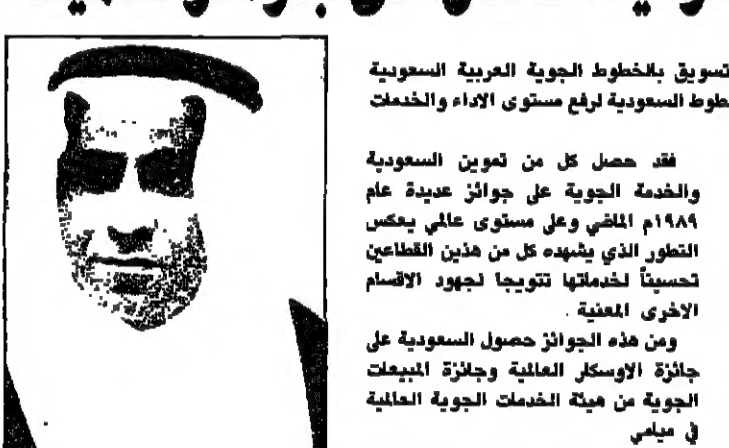 تسويق بالخطوط الجوية العربية السعودية
طوط السعودية لرفع مستوى الاداء والخدمات
فقد حصل كل من تموين السعودية
والخدمة الجوية على جوائز عديدة عام
١٩٨٩م الماضي وعلى مستوى عالمي يعكس
التطور الذي يشهده كل من هذين القطاعين
تحسيناً لخدماتها تتويجا لجهود الاقسام
الاخرى المعنية .
ومن هذه الجوائز حصول السعودية على
جائزة الاوسكار العالمية وجائزة المبيعات
الجوية من هيئة الخدمات الجوية العالمية
في ميامي